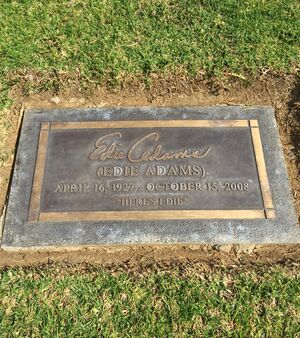 Edie Adams
(EDIE ADAMS)
APRIL 16, 1927 - OCTOBER 15, 2008
"HERE'S EDIE"